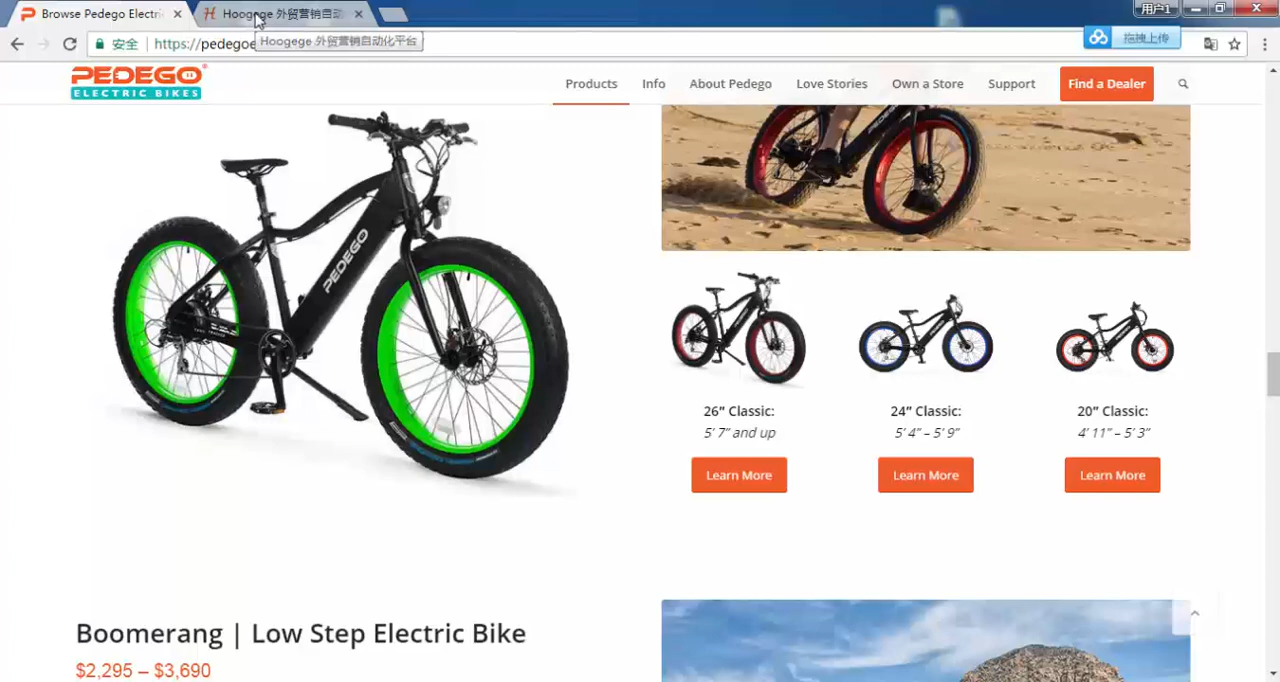 Browse Pedego Electri
Hoogege 外贸营销自动
用户1
安全
https://pedegoe
Hoogege 外贸营销自动化平台
拖拽上传
PEDEGO
ELECTRIC BIKES
Products
Info
About Pedego
Love Stories
Own a Store
Support
Find a Dealer
PEDEGO
26" Classic:
24" Classic:
20" Classic:
5' 7" and up
5' 4" – 5' 9"
4' 11" – 5' 3"
Learn More
Learn More
Learn More
Boomerang | Low Step Electric Bike
$2,295 – $3,690